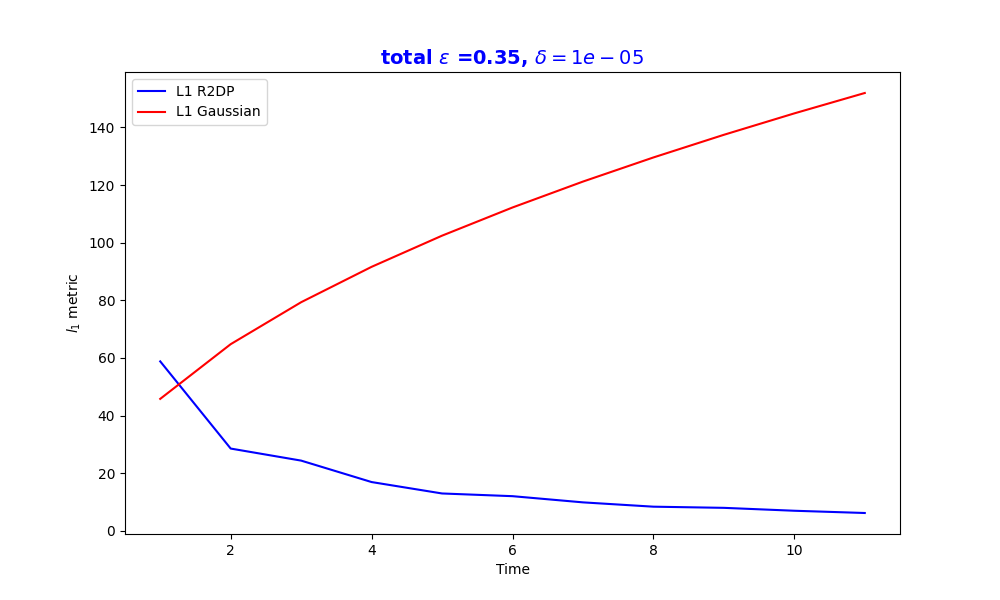 total ε =0.35, δ = 1e − 05
L1 R2DP
L1 Gaussian
140
120
100
80
60
40
20
0
l₁ metric
2 4 6 8 10
Time